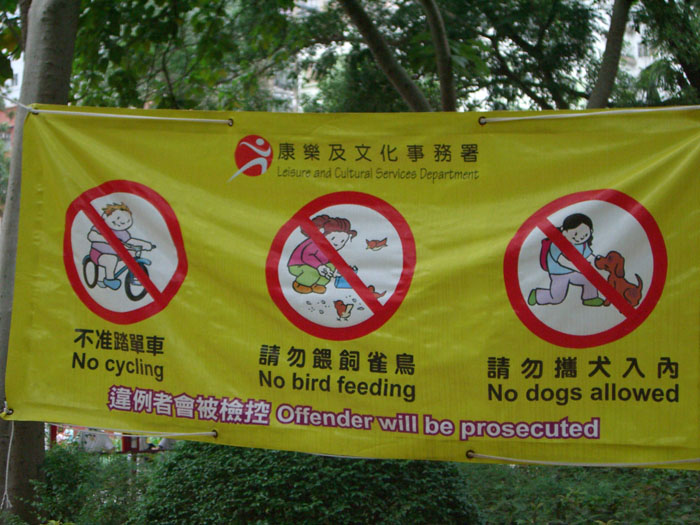 康樂及文化事務署
Leisure and Cultural Services Department
不准踏單車
No cycling
請勿餵飼雀鳥
No bird feeding
請勿攜犬入內
No dogs allowed
違例者會被檢控 Offender will be prosecuted